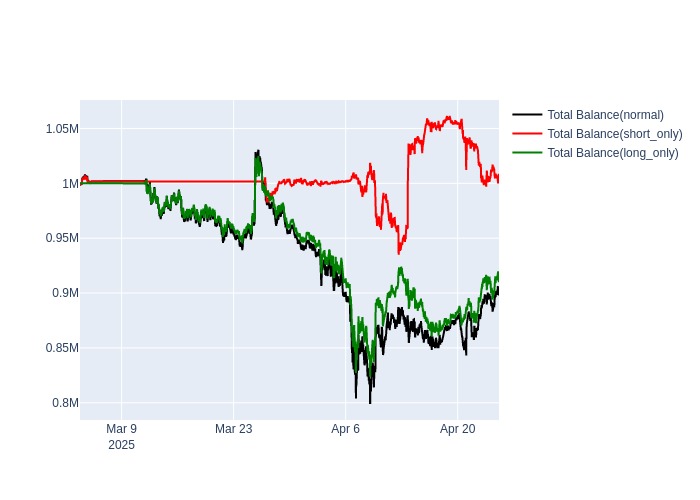 Total Balance(normal)
Total Balance(short_only)
Total Balance(long_only)
1.05M
1M
0.95M
0.9M
0.85M
0.8M
Mar 9
2025
Mar 23
Apr 6
Apr 20